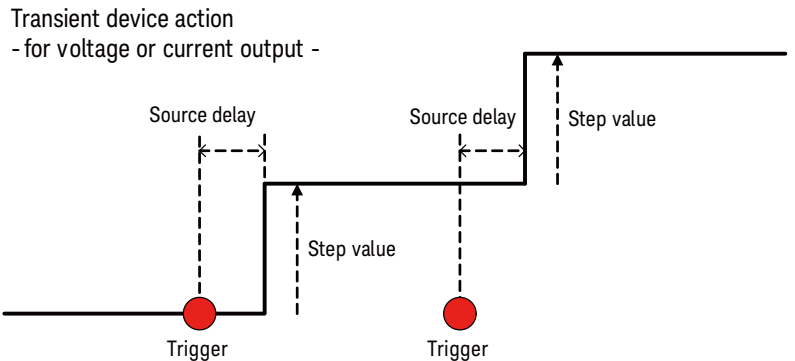 Transient device action
- for voltage or current output -
Source delay
Source delay
Step value
Step value
Trigger
Trigger